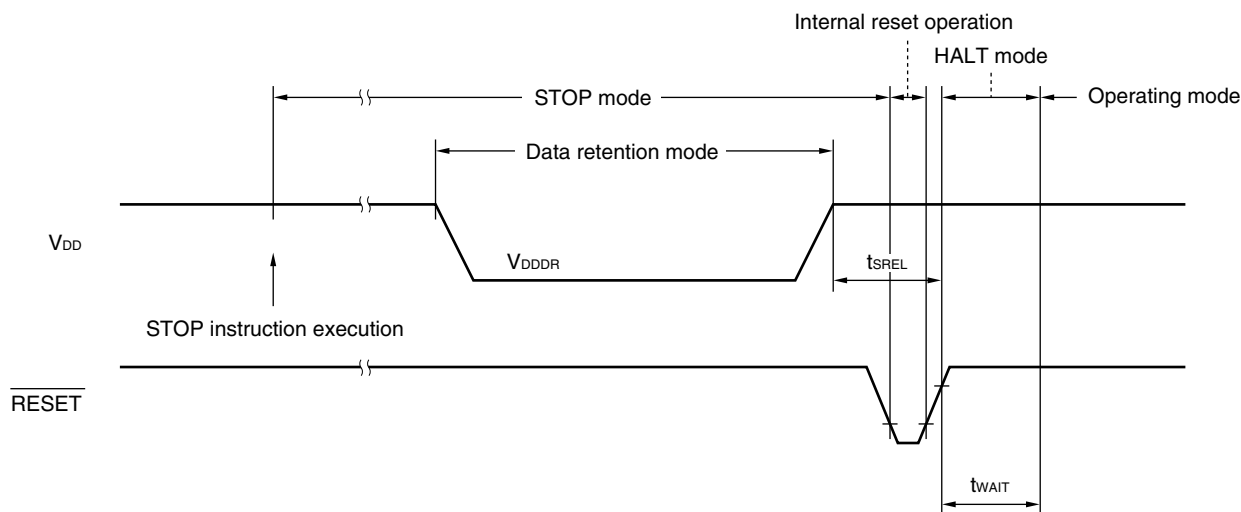 Internal reset operation
HALT mode
STOP mode
Operating mode
Data retention mode
VDD
VDDDR
tSREL
STOP instruction execution
RESET
tWAIT